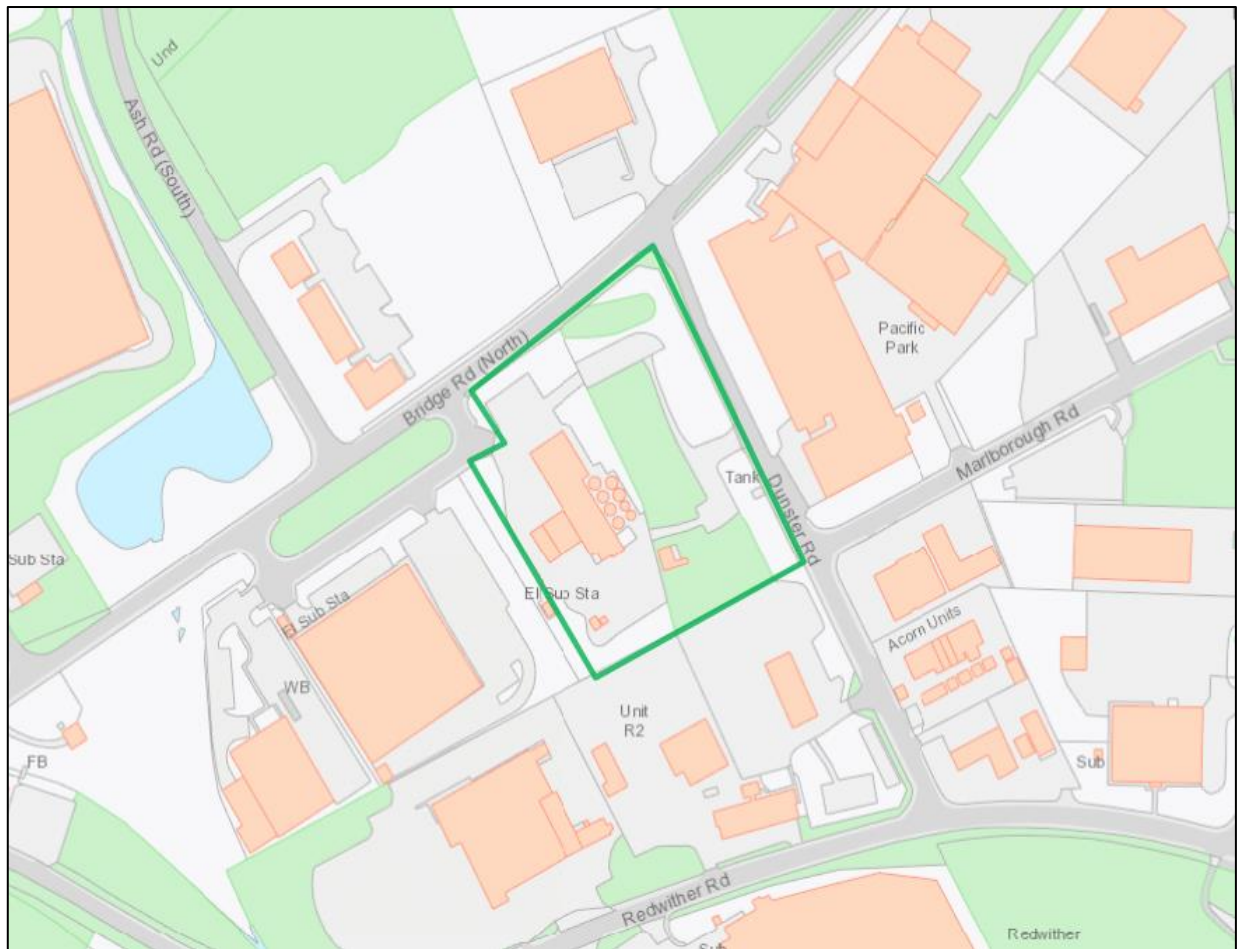 Und
Ash Rd (South)
Bridge Rd (North)
Pacific
Park
Marlborough Rd
Tank
Dunster Rd
Sub Sta
El Sub Sta
El Sub Sta
Acorn Units
WB
Unit
R2
FB
Sub
Redwither Rd
Redwither
Sub